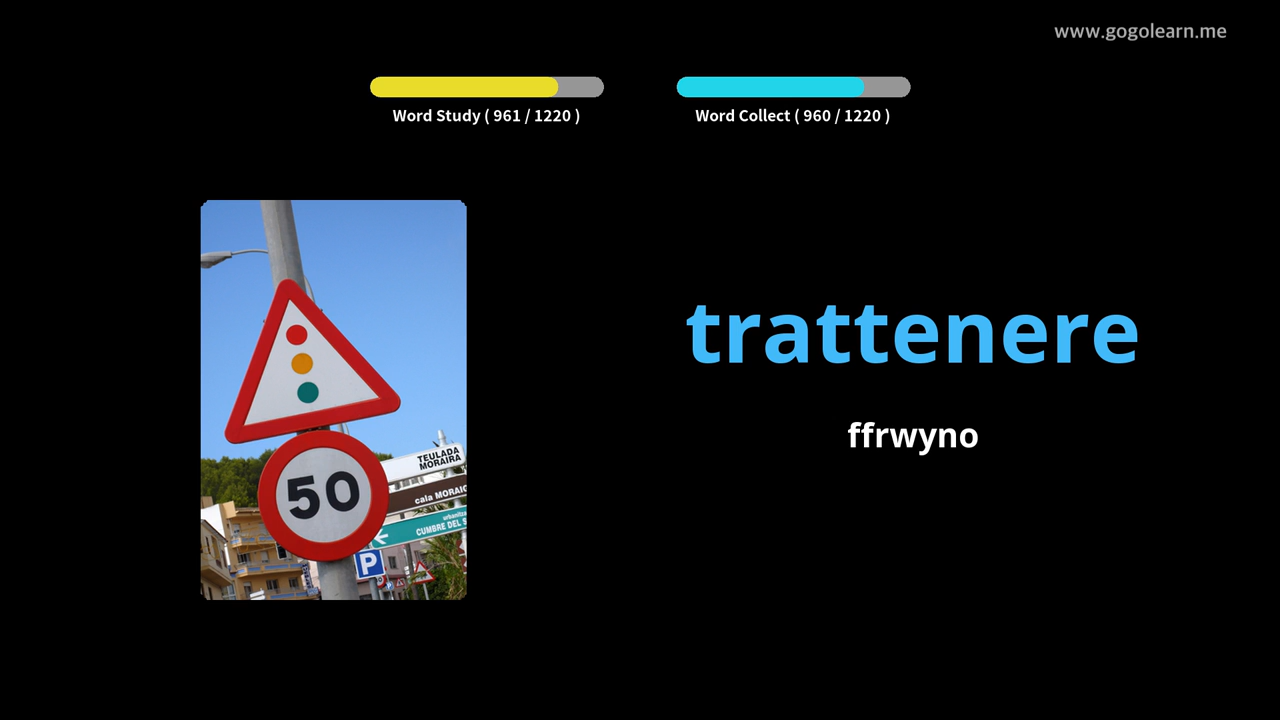 www.gogolearn.me
Word Study ( 961 / 1220 )
Word Collect ( 960 / 1220 )
trattenere
ffrwyno
50
TEULADA
MORAIRA
cala MORAIG
CUMBRE DEL S
P